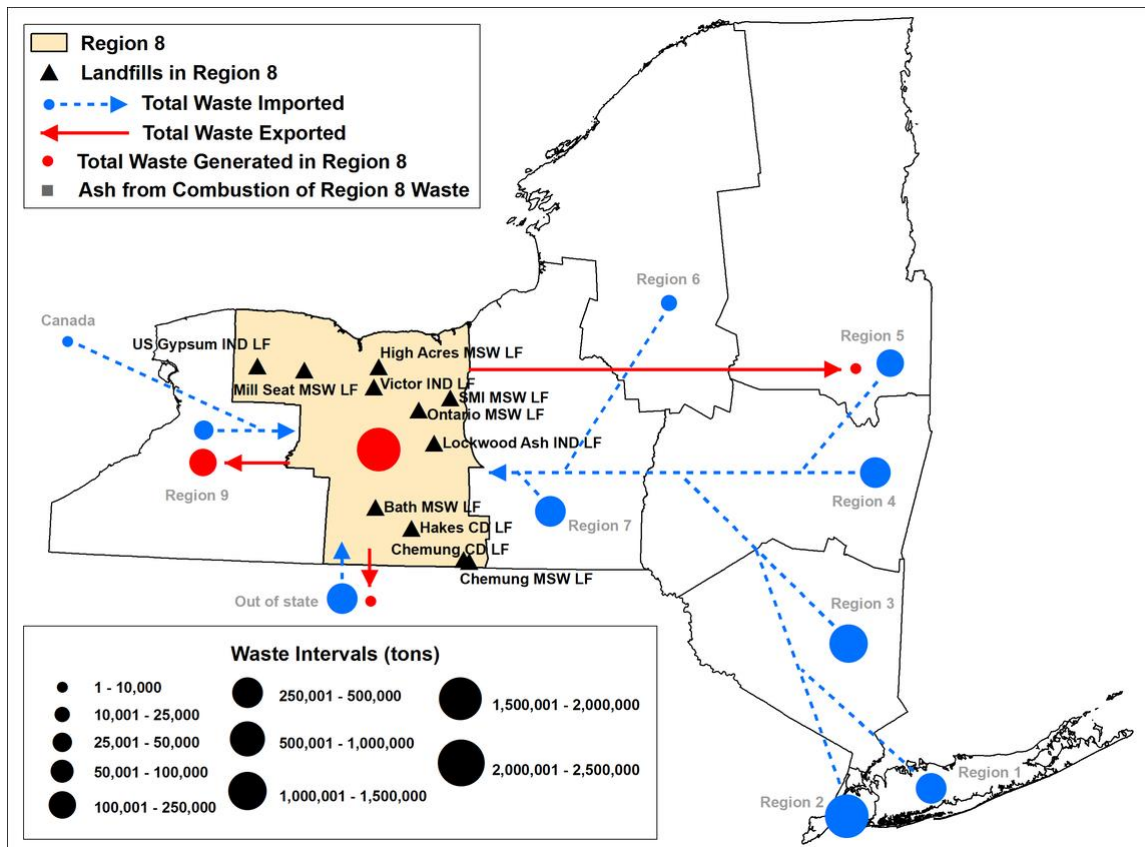 Region 8
Landfills in Region 8
Total Waste Imported
Total Waste Exported
Total Waste Generated in Region 8
Ash from Combustion of Region 8 Waste
Region 6
Canada
Region 5
US Gypsum IND LF
High Acres MSW LF
Mill Seat MSW LF
Victor IND LF
SMI MSW LF
Ontario MSW LF
Lockwood Ash IND LF
Region 9
Region 4
Bath MSW LF
Region 7
Hakes CD LF
Chemung CD LF
Chemung MSW LF
Out of state
Region 3
Waste Intervals (tons)
1 - 10,000
10,001 - 25,000
25,001 - 50,000
50,001 - 100,000
100,001 - 250,000
250,001 - 500,000
500,001 - 1,000,000
1,000,001 - 1,500,000
1,500,001 - 2,000,000
2,000,001 - 2,500,000
Region 1
Region 2